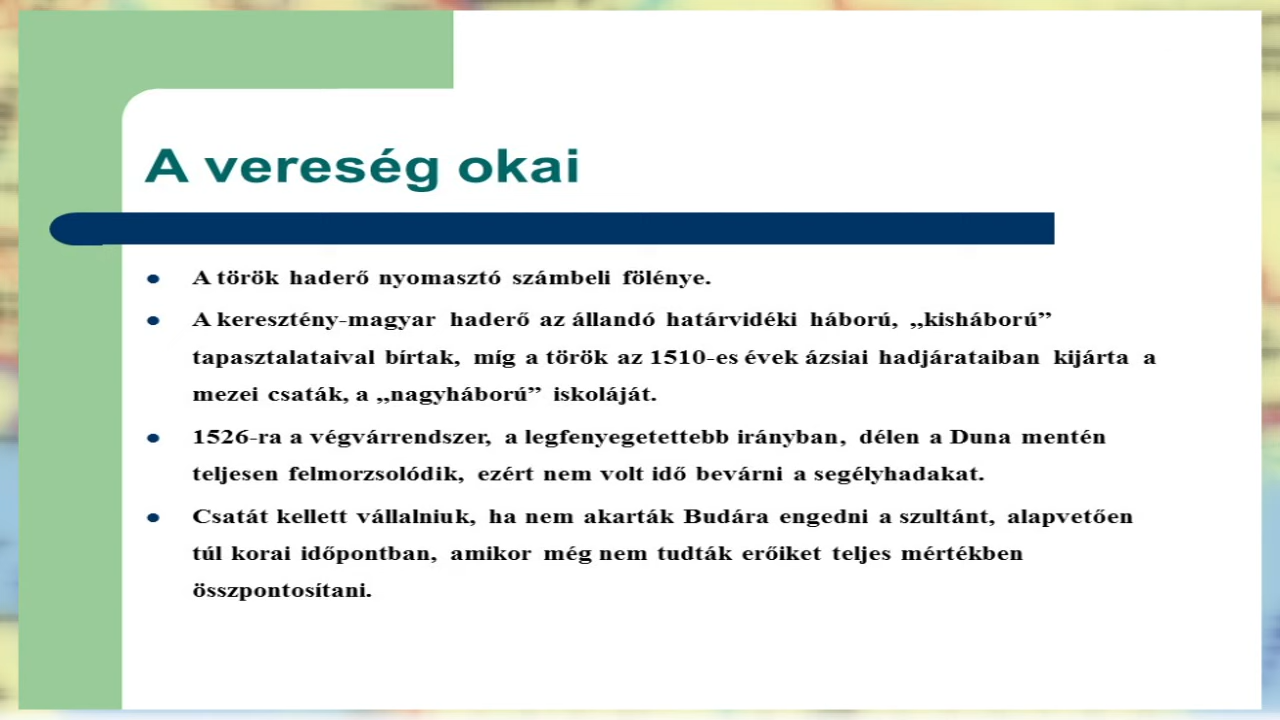 A vereség okai
A török haderő nyomasztó számbeli fölénye.
A keresztény-magyar haderő az állandó határvidéki háború, „kisháború”
tapasztalataival bírtak, míg a török az 1510-es évek ázsiai hadjárataiban kijárta a
mezei csaták, a „nagyháború” iskoláját.
1526-ra a végvárrendszer, a legfenyegetettebb irányban, délen a Duna mentén
teljesen felmorzsolódik, ezért nem volt idő bevárni a segélyhadakat.
Csatát kellett vállalniuk, ha nem akarták Budára engedni a szultánt, alapvetően
túl korai időpontban, amikor még nem tudták erőiket teljes mértékben
összpontosítani.